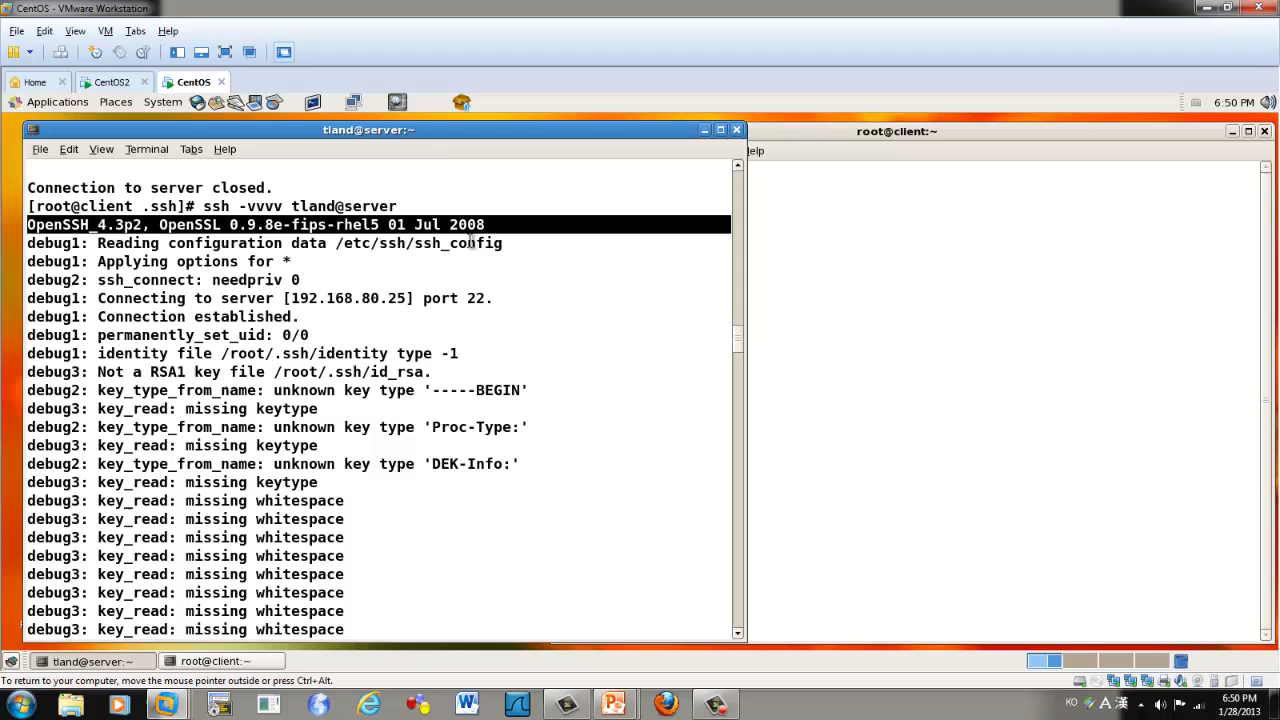 CentOS - VMware Workstation
File Edit View VM Tabs Help
Home CentOS2 CentOS
Applications Places System 6:50 PM
tland@server:~
root@client:~
File Edit View Terminal Tabs Help
elp
Connection to server closed.
[root@client .ssh]# ssh -vvvv tland@server
OpenSSH_4.3p2, OpenSSL 0.9.8e-fips-rhel5 01 Jul 2008
debug1: Reading configuration data /etc/ssh/ssh_config
debug1: Applying options for *
debug2: ssh_connect: needpriv 0
debug1: Connecting to server [192.168.80.25] port 22.
debug1: Connection established.
debug1: permanently_set_uid: 0/0
debug1: identity file /root/.ssh/identity type -1
debug3: Not a RSA1 key file /root/.ssh/id_rsa.
debug2: key_type_from_name: unknown key type '-----BEGIN'
debug3: key_read: missing keytype
debug2: key_type_from_name: unknown key type 'Proc-Type:'
debug3: key_read: missing keytype
debug2: key_type_from_name: unknown key type 'DEK-Info:'
debug3: key_read: missing keytype
debug3: key_read: missing whitespace
debug3: key_read: missing whitespace
debug3: key_read: missing whitespace
debug3: key_read: missing whitespace
debug3: key_read: missing whitespace
debug3: key_read: missing whitespace
debug3: key_read: missing whitespace
debug3: key_read: missing whitespace
tland@server:~ root@client:~
To return to your computer, move the mouse pointer outside or press Ctrl+Alt.
KO A 漢 6:50 PM
1/28/2013